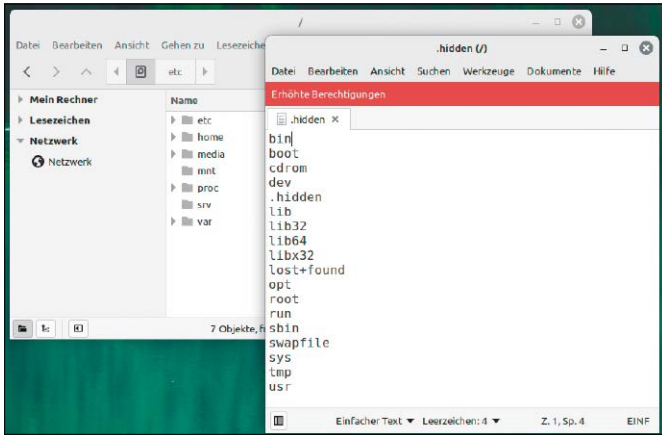 /
Datei Bearbeiten Ansicht Gehen zu Lesezeiche
etc
Mein Rechner
Lesezeichen
Netzwerk
Netzwerk
Name
etc
home
media
mnt
proc
srv
var
7 Objekte, f
.hidden (/)
Datei Bearbeiten Ansicht Suchen Werkzeuge Dokumente Hilfe
Erhöhte Berechtigungen
.hidden
bin
boot
cdrom
dev
.hidden
lib
lib32
lib64
libx32
lost+found
opt
root
run
sbin
swapfile
sys
tmp
usr
Einfacher Text Leerzeichen: 4 Z. 1, Sp. 4 EINF